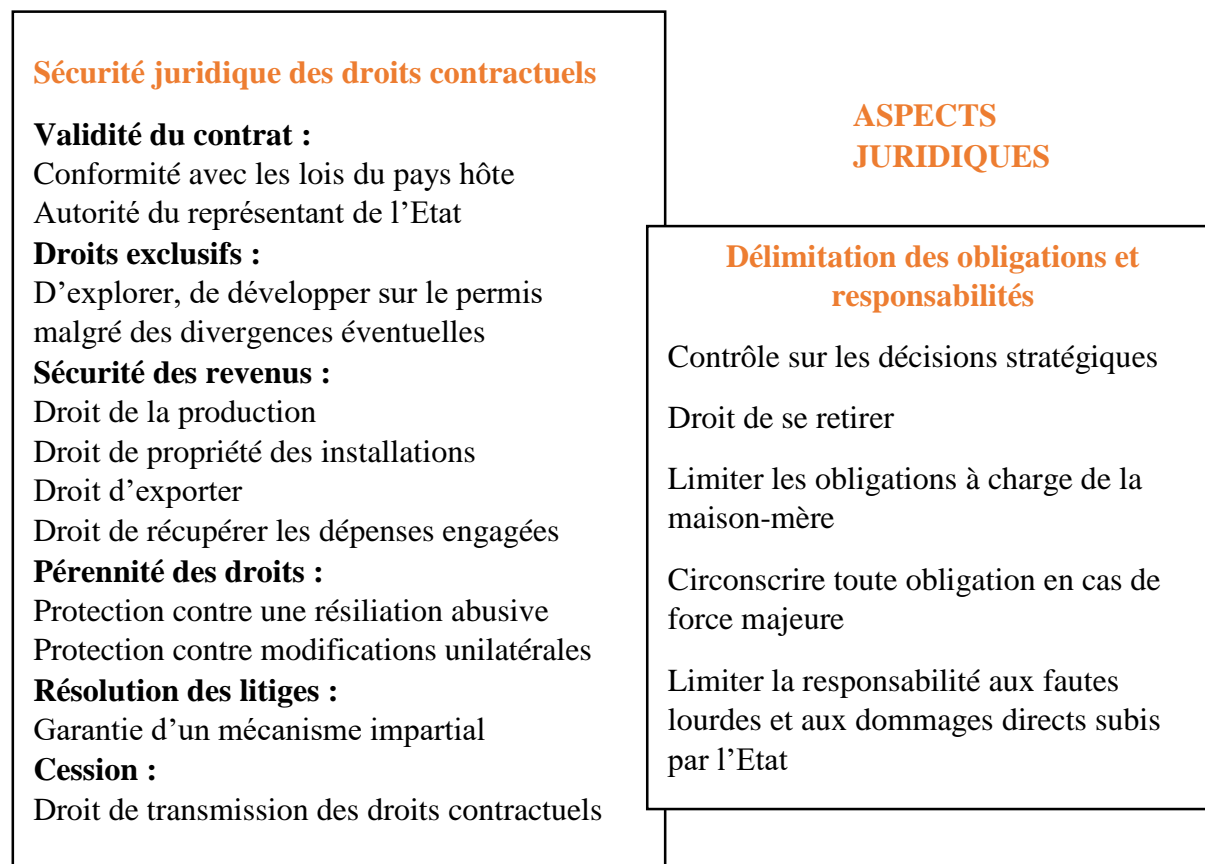 Sécurité juridique des droits contractuels
Validité du contrat :
Conformité avec les lois du pays hôte
Autorité du représentant de l’Etat
Droits exclusifs :
D’explorer, de développer sur le permis
malgré des divergences éventuelles
Sécurité des revenus :
Droit de la production
Droit de propriété des installations
Droit d’exporter
Droit de récupérer les dépenses engagées
Pérennité des droits :
Protection contre une résiliation abusive
Protection contre modifications unilatérales
Résolution des litiges :
Garantie d’un mécanisme impartial
Cession :
Droit de transmission des droits contractuels
ASPECTS
JURIDIQUES
Délimitation des obligations et
responsabilités
Contrôle sur les décisions stratégiques
Droit de se retirer
Limiter les obligations à charge de la
maison-mère
Circonscrire toute obligation en cas de
force majeure
Limiter la responsabilité aux fautes
lourdes et aux dommages directs subis
par l’Etat